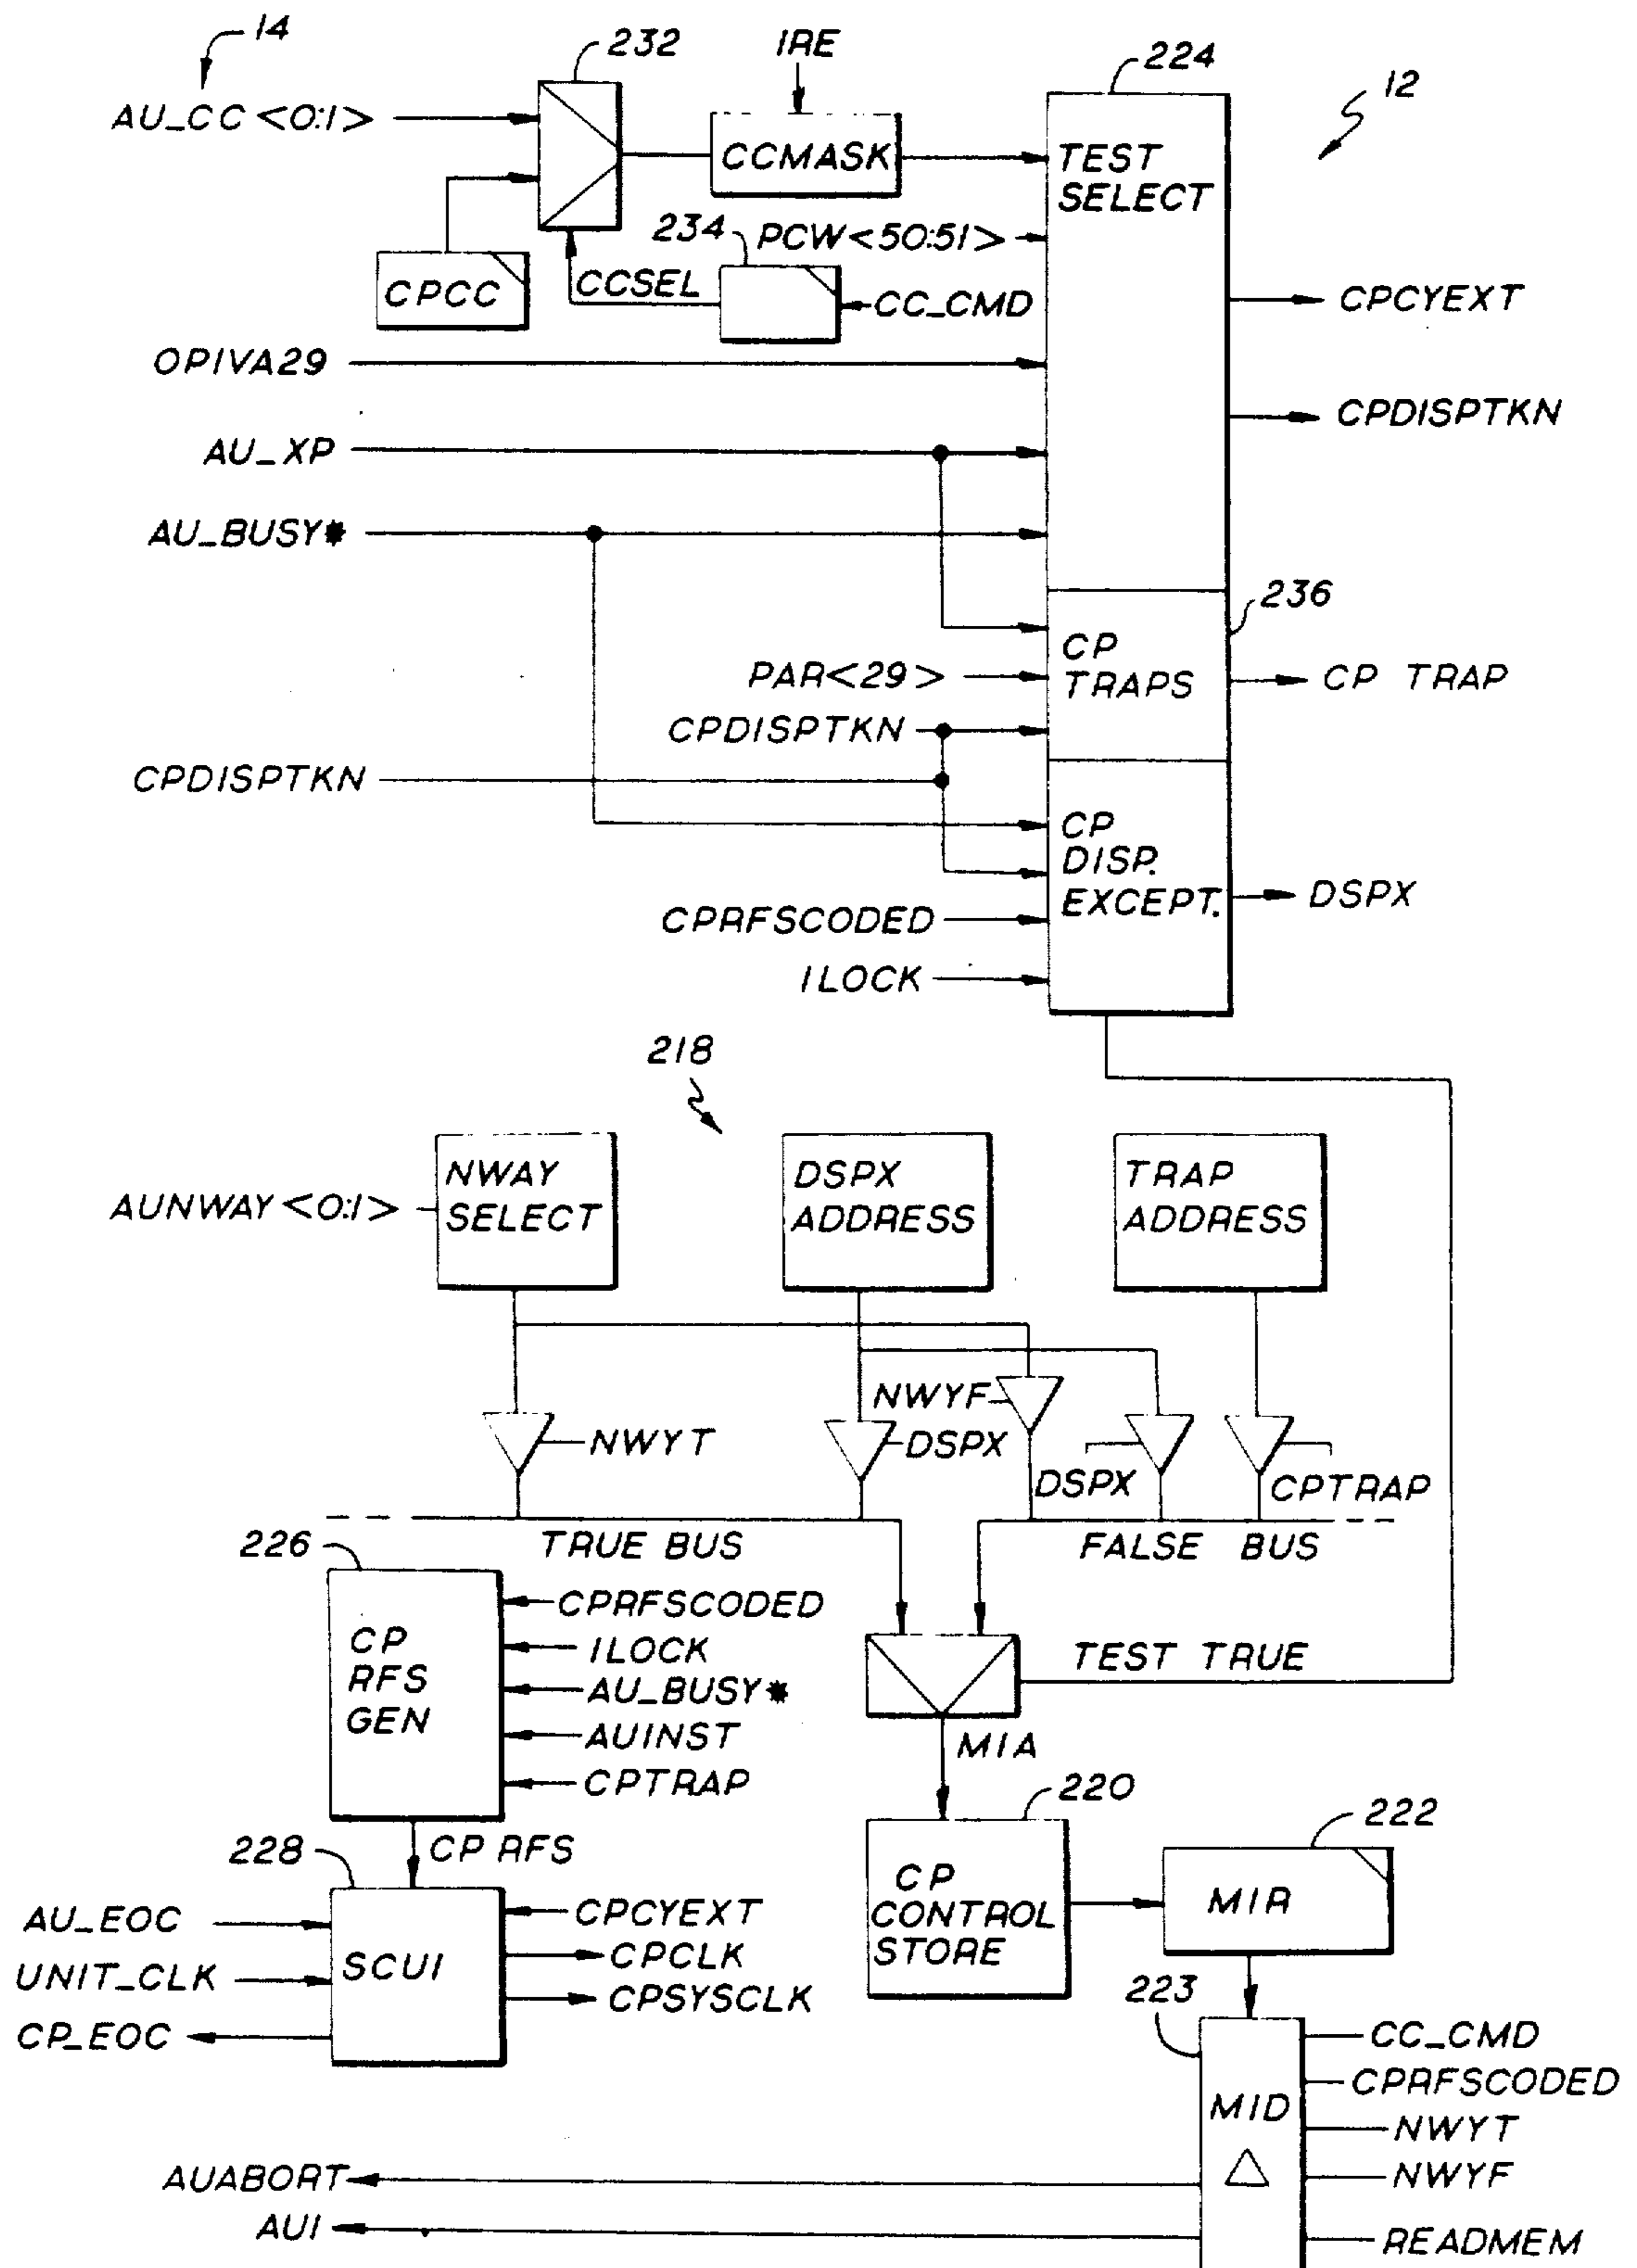 14
232
IRE
224
12
AU_CC <0:1>
CCMASK
TEST
SELECT
234
PCW<50:51>
CPCC
CCSEL
CC_CMD
CPCYEXT
OPIVA29
CPDISPTKN
AU_XP
AU_BUSY*
236
CP
TRAPS
PAR<29>
CP TRAP
CPDISPTKN
CPDISPTKN
CP
DISP.
EXCEPT.
DSPX
CPRFSCODED
ILOCK
218
NWAY
SELECT
DSPX
ADDRESS
TRAP
ADDRESS
AUNWAY<0:1>
NWYF
NWYT
DSPX
DSPX
CPTRAP
TRUE BUS
FALSE BUS
226
CP
RFS
GEN
CPRFSCODED
ILOCK
AU_BUSY*
AUINST
CPTRAP
TEST TRUE
MIA
220
222
CP RFS
228
CP
CONTROL
STORE
MIR
AU_EOC
UNIT_CLK
CP_EOC
SCUI
CPCYEXT
CPCLK
CPSYSCLK
223
MID
CC_CMD
CPRFSCODED
NWYT
NWYF
READMEM
AUABORT
AUI